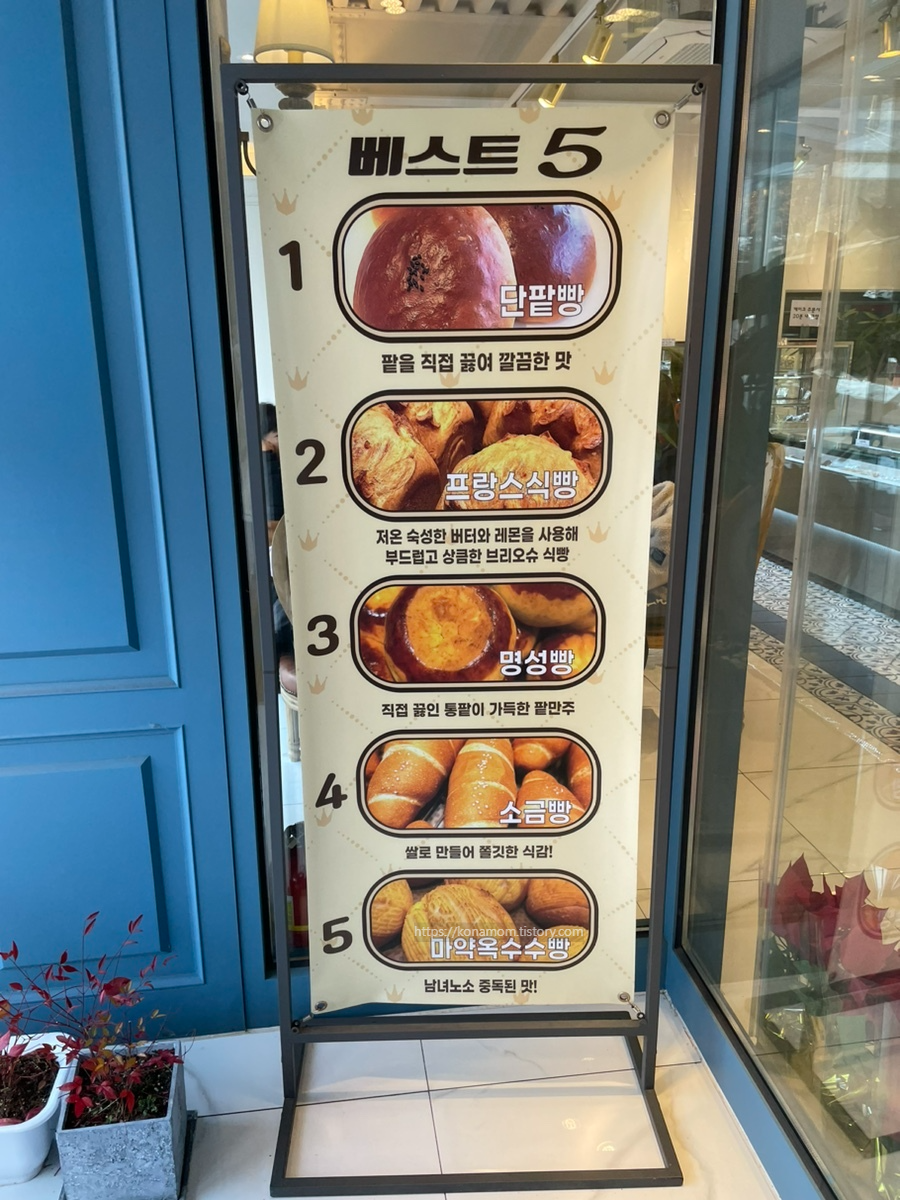 베스트 5
1
단팥빵
팥을 직접 끓여 깔끔한 맛
2
프랑스식빵
저온 숙성한 버터와 레몬을 사용해
부드럽고 상큼한 브리오슈 식빵
3
명성빵
직접 끓인 통팥이 가득한 팥만주
4
소금빵
쌀로 만들어 쫄깃한 식감!
5
https://konamom.tistory.com
마약옥수수빵
남녀노소 중독된 맛!